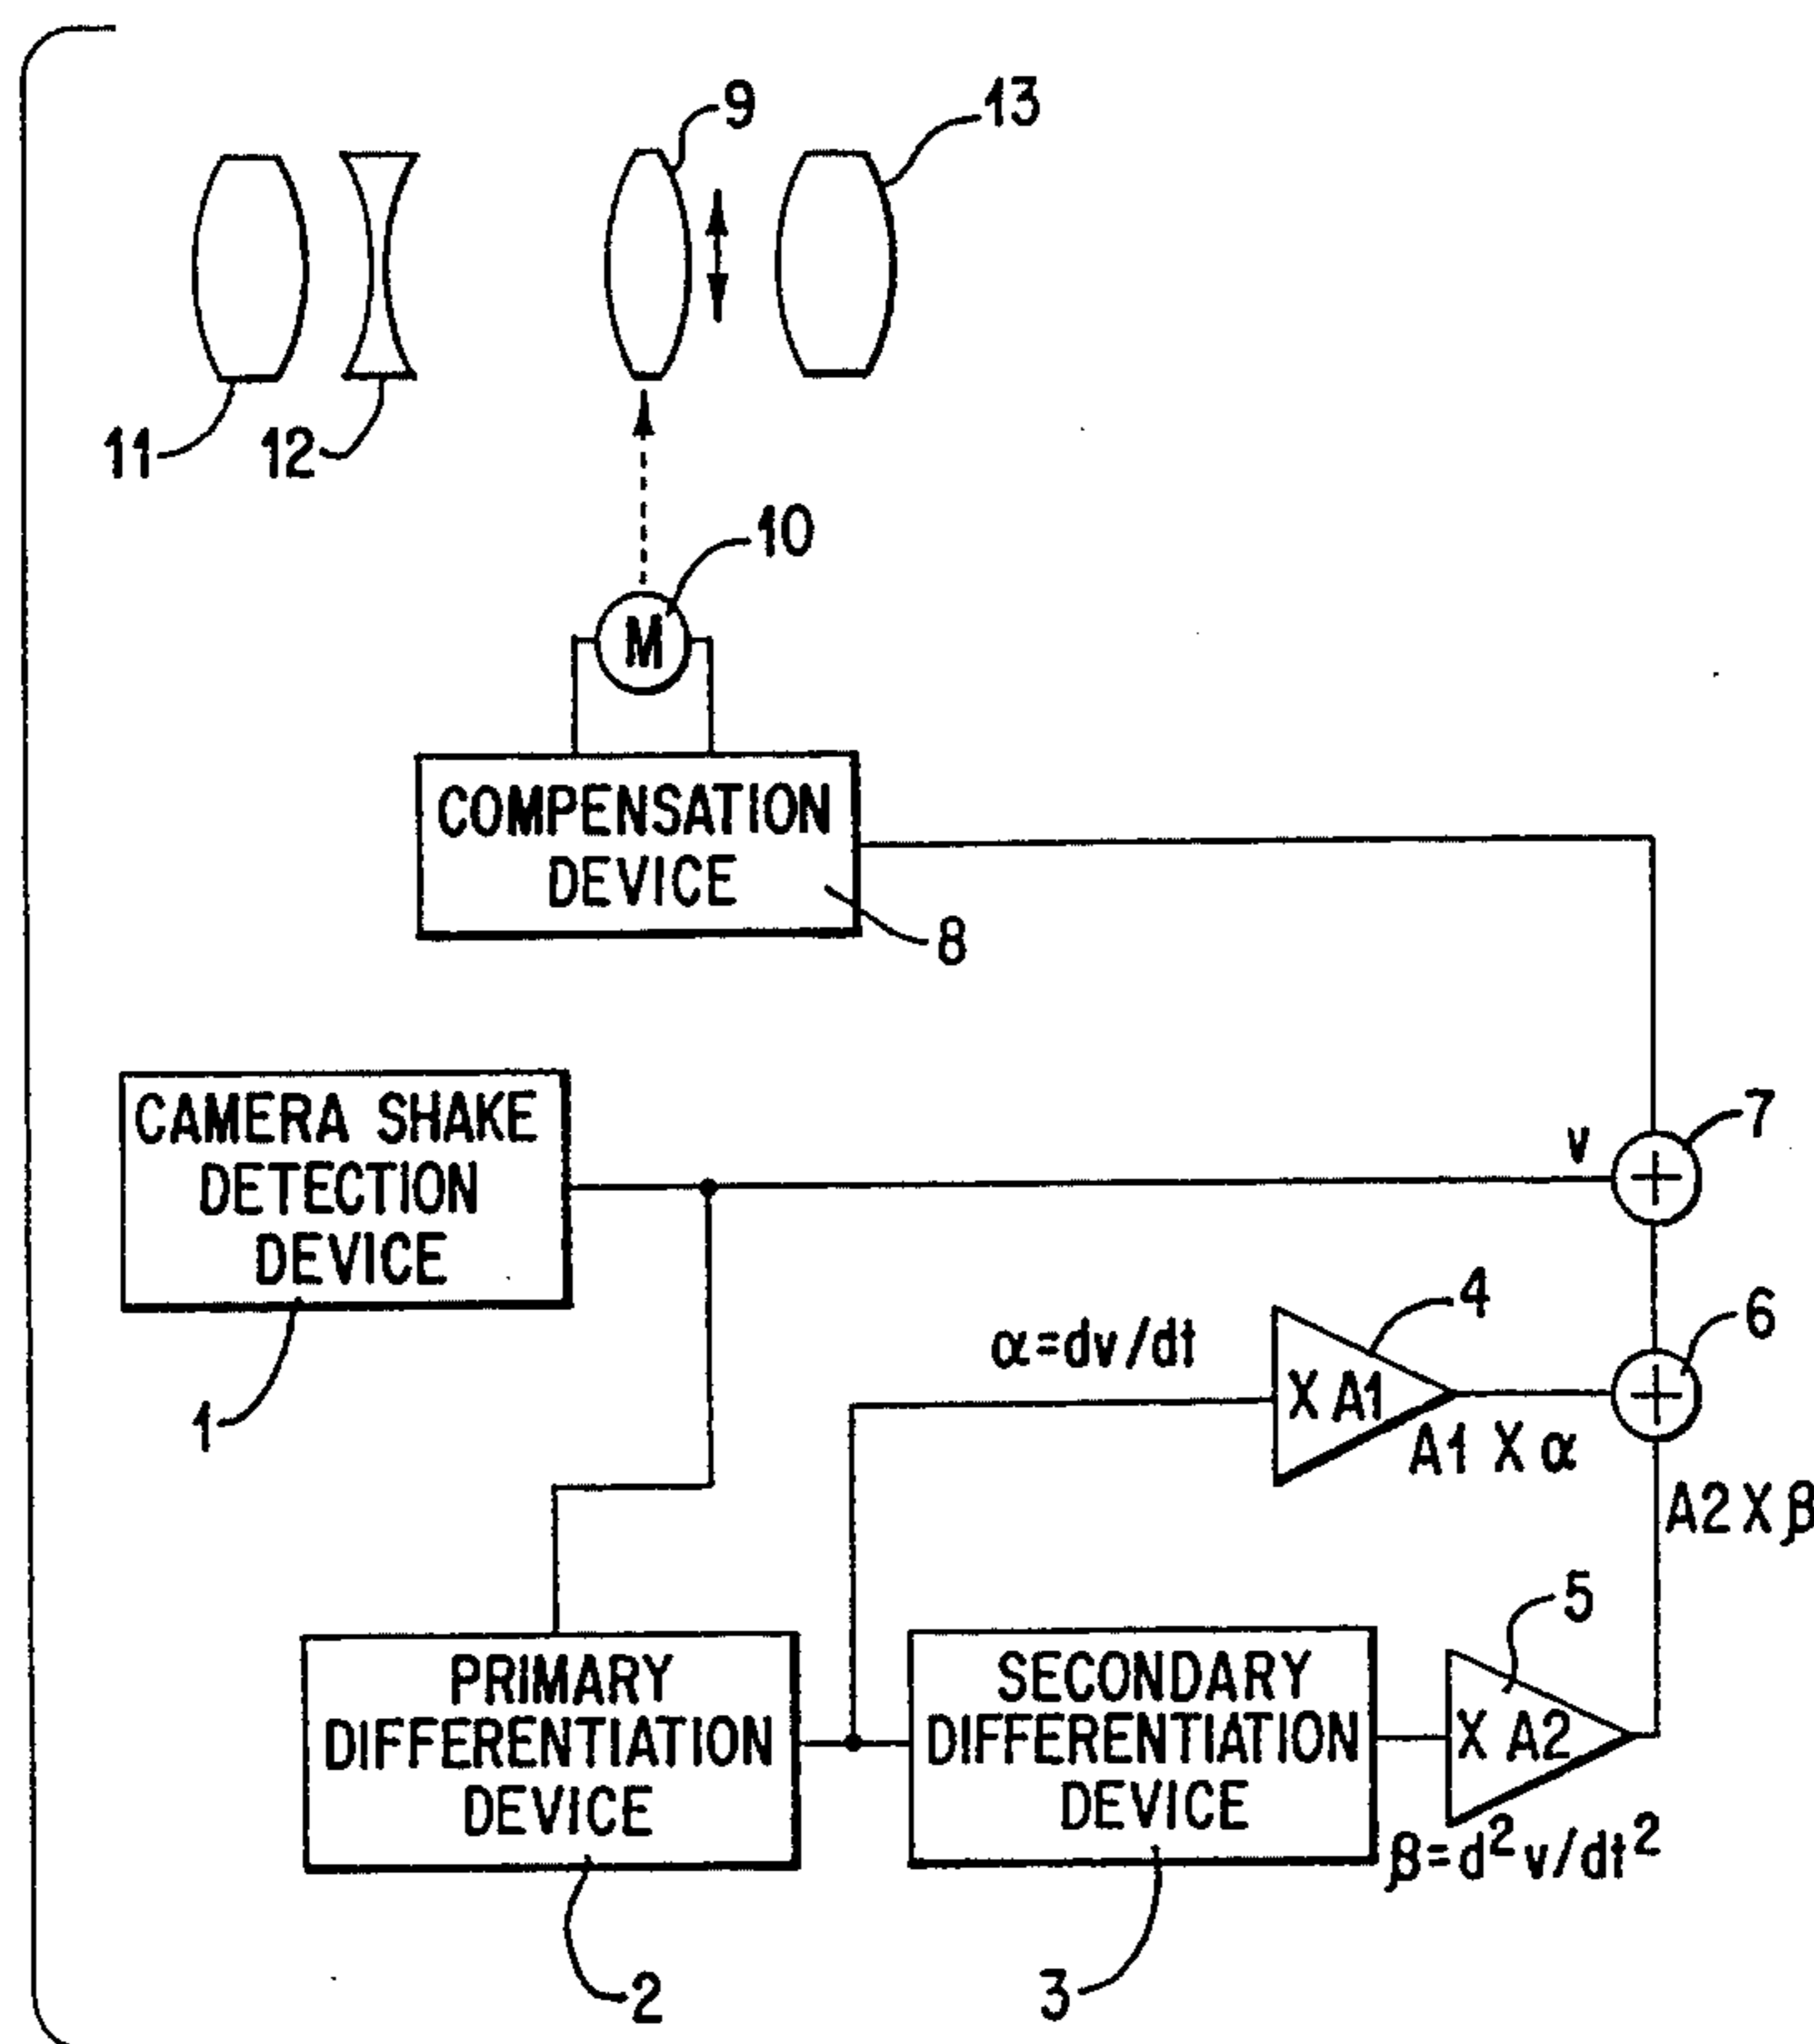 9
13
11
12
10
M
COMPENSATION
DEVICE
8
CAMERA SHAKE
DETECTION
DEVICE
1
v
7
+
4
α=dv/dt
6
X A1
+
A1 X α
A2 X β
5
PRIMARY
DIFFERENTIATION
DEVICE
2
SECONDARY
DIFFERENTIATION
DEVICE
3
X A2
β=d²v/dt²